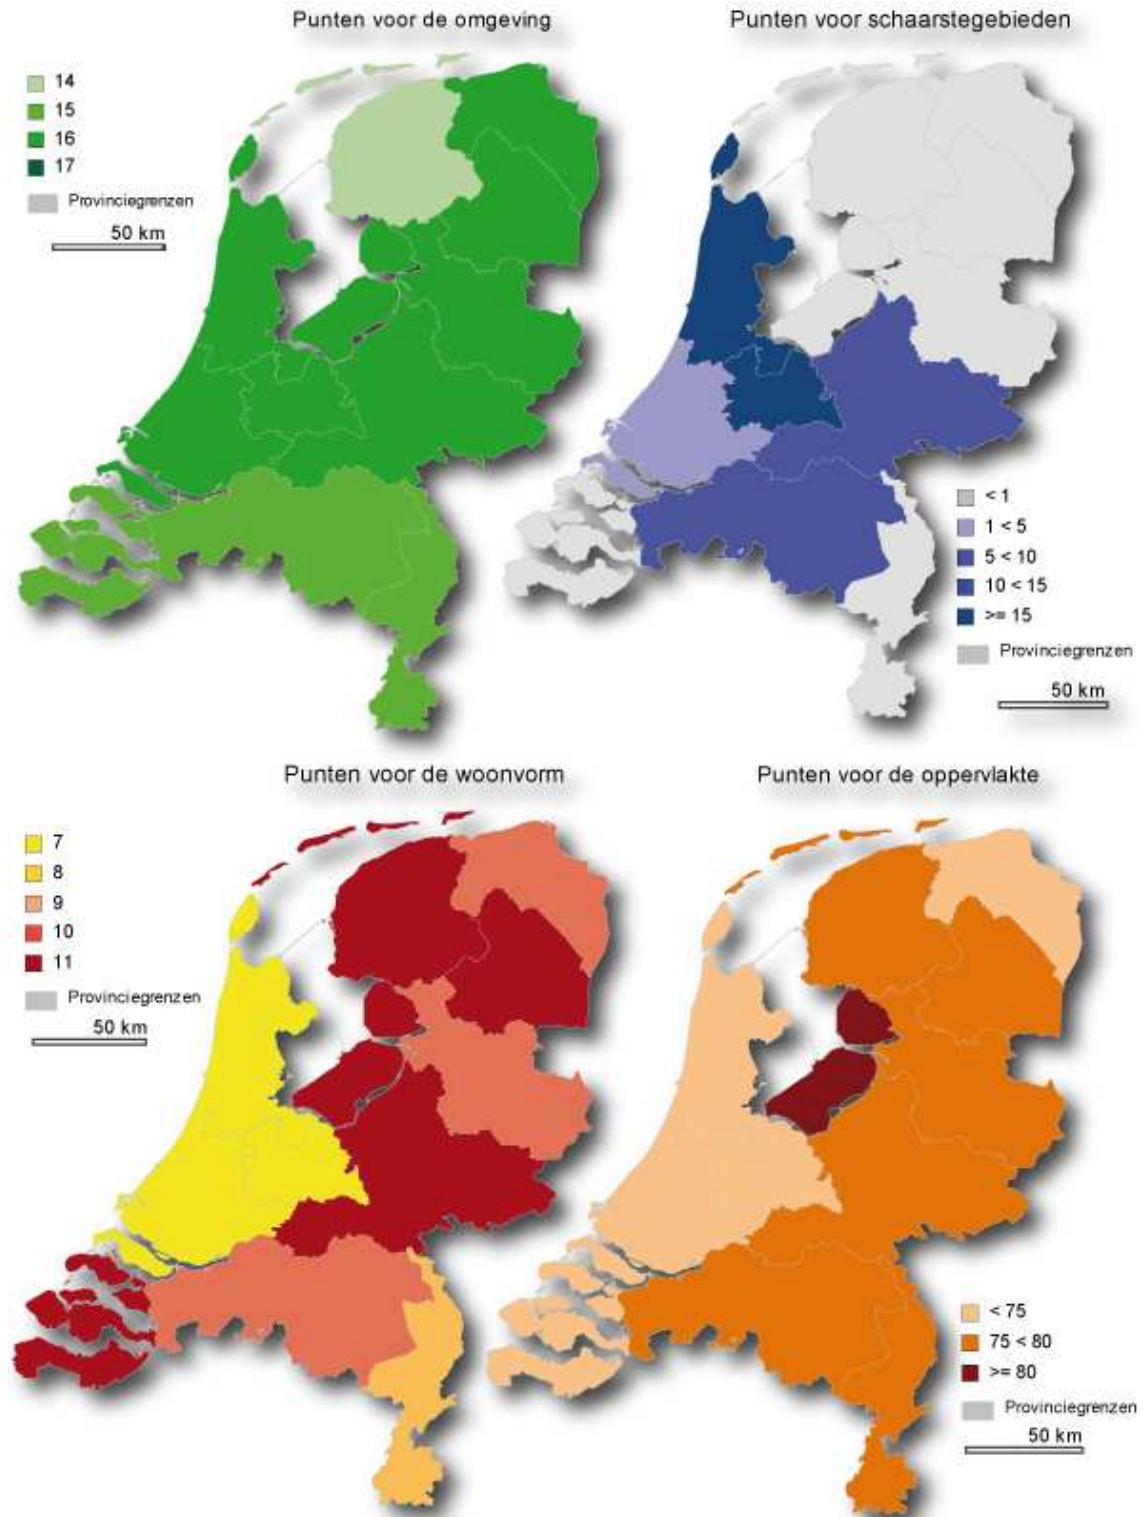 Punten voor de omgeving
14
15
16
17
Provinciegrenzen
50 km
Punten voor schaarstegebieden
< 1
1 < 5
5 < 10
10 < 15
>= 15
Provinciegrenzen
50 km
Punten voor de woonvorm
7
8
9
10
11
Provinciegrenzen
50 km
Punten voor de oppervlakte
< 75
75 < 80
>= 80
Provinciegrenzen
50 km